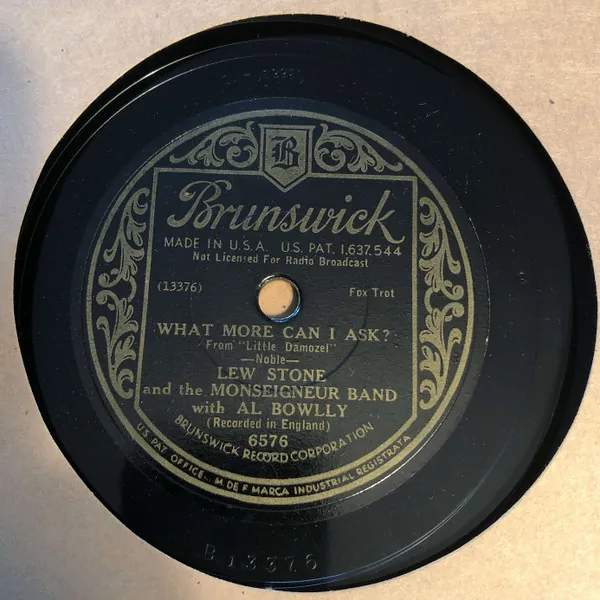 B
Brunswick
MADE IN U.S.A. U.S. PAT. 1,637,544
Not Licensed For Radio Broadcast
(13376) Fox Trot
WHAT MORE CAN I ASK?
From "Little Damozel"
—Noble—
LEW STONE
and the MONSEIGNEUR BAND
with AL BOWLLY
(Recorded in England)
6576
BRUNSWICK RECORD CORPORATION
U.S. PAT. OFFICE. M. DE F. MARCA INDUSTRIAL REGISTRATA
B 13376